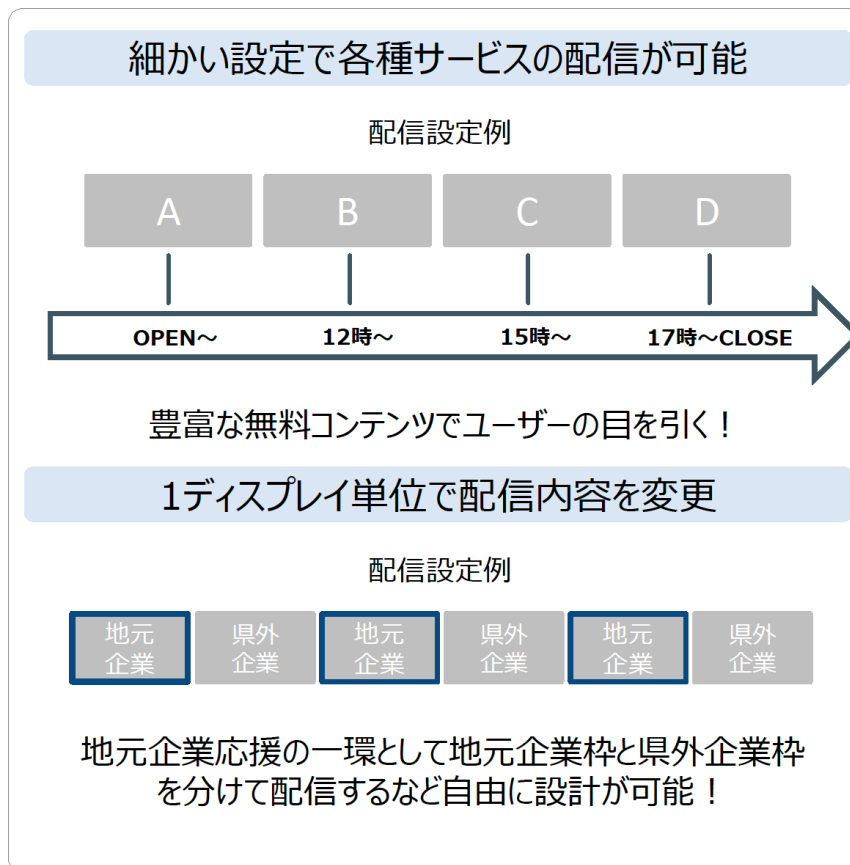 細かい設定で各種サービスの配信が可能
配信設定例
A B C D
OPEN～ 12時～ 15時～ 17時～CLOSE
豊富な無料コンテンツでユーザーの目を引く！
1ディスプレイ単位で配信内容を変更
配信設定例
地元 県外 地元 県外 地元 県外
企業 企業 企業 企業 企業 企業
地元企業応援の一環として地元企業枠と県外企業枠
を分けて配信するなど自由に設計が可能！